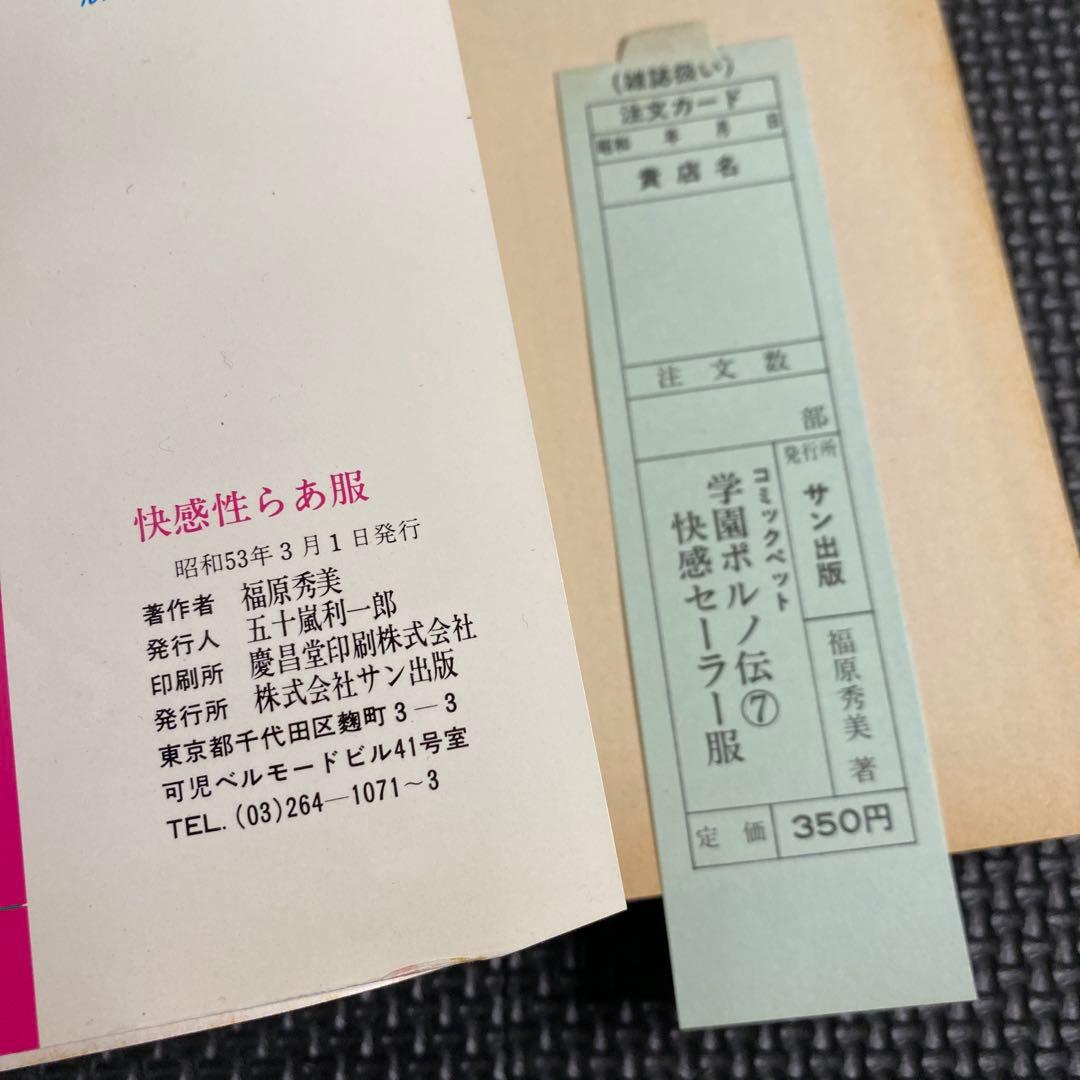 快感性らあ服
昭和53年3月1日発行
著作者 福原秀美
発行人 五十嵐利一郎
印刷所 慶昌堂印刷株式会社
発行所 株式会社サン出版
東京都千代田区麹町3―3
可児ベルモードビル41号室
TEL. (03)264―1071～3
(雑誌扱い)
注文カード
昭和 年 月 日
貴店名
注文数
部
発行所 サン出版
福原秀美 著
コミックペット
学園ポルノ伝⑦
快感セーラー服
定価 350円